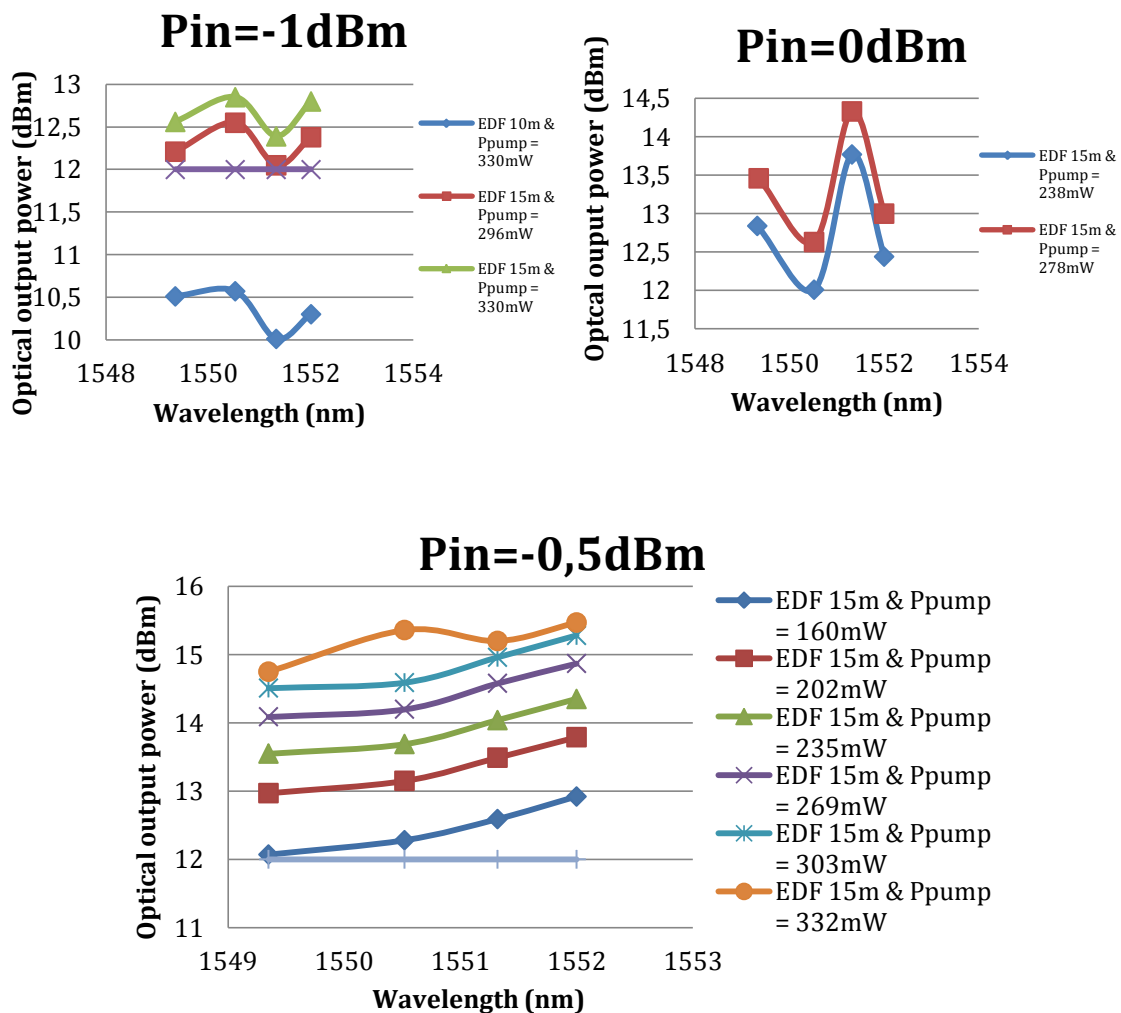 Pin=-1dBm
Optical output power (dBm)
13
12,5
12
11,5
11
10,5
10
1548
1550
1552
1554
Wavelength (nm)
EDF 10m &
Ppump =
330mW
EDF 15m &
Ppump =
296mW
EDF 15m &
Ppump =
330mW
Pin=0dBm
Optcal ouput power (dBm)
14,5
14
13,5
13
12,5
12
11,5
1548
1550
1552
1554
Wavelength (nm)
EDF 15m &
Ppump =
238mW
EDF 15m &
Ppump =
278mW
Pin=-0,5dBm
Optical output power (dBm)
16
15
14
13
12
11
1549
1550
1551
1552
1553
Wavelength (nm)
EDF 15m & Ppump
= 160mW
EDF 15m & Ppump
= 202mW
EDF 15m & Ppump
= 235mW
EDF 15m & Ppump
= 269mW
EDF 15m & Ppump
= 303mW
EDF 15m & Ppump
= 332mW